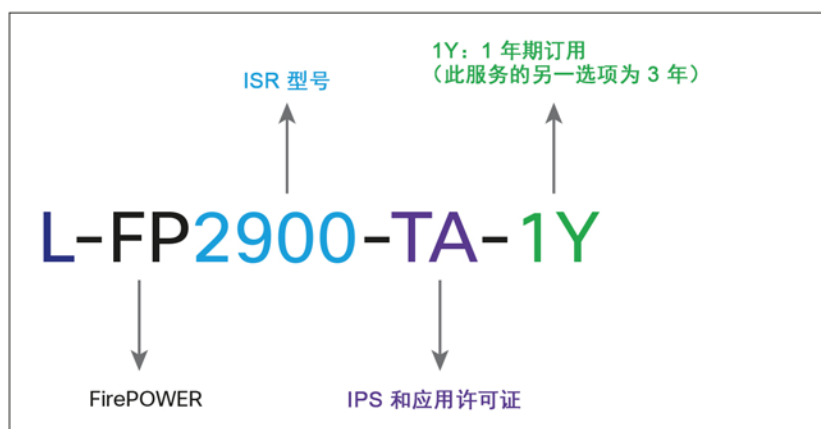 1Y：1 年期订用
ISR 型号
（此服务的另一选项为 3 年）
L-FP2900-TA-1Y
FirePOWER
IPS 和应用许可证